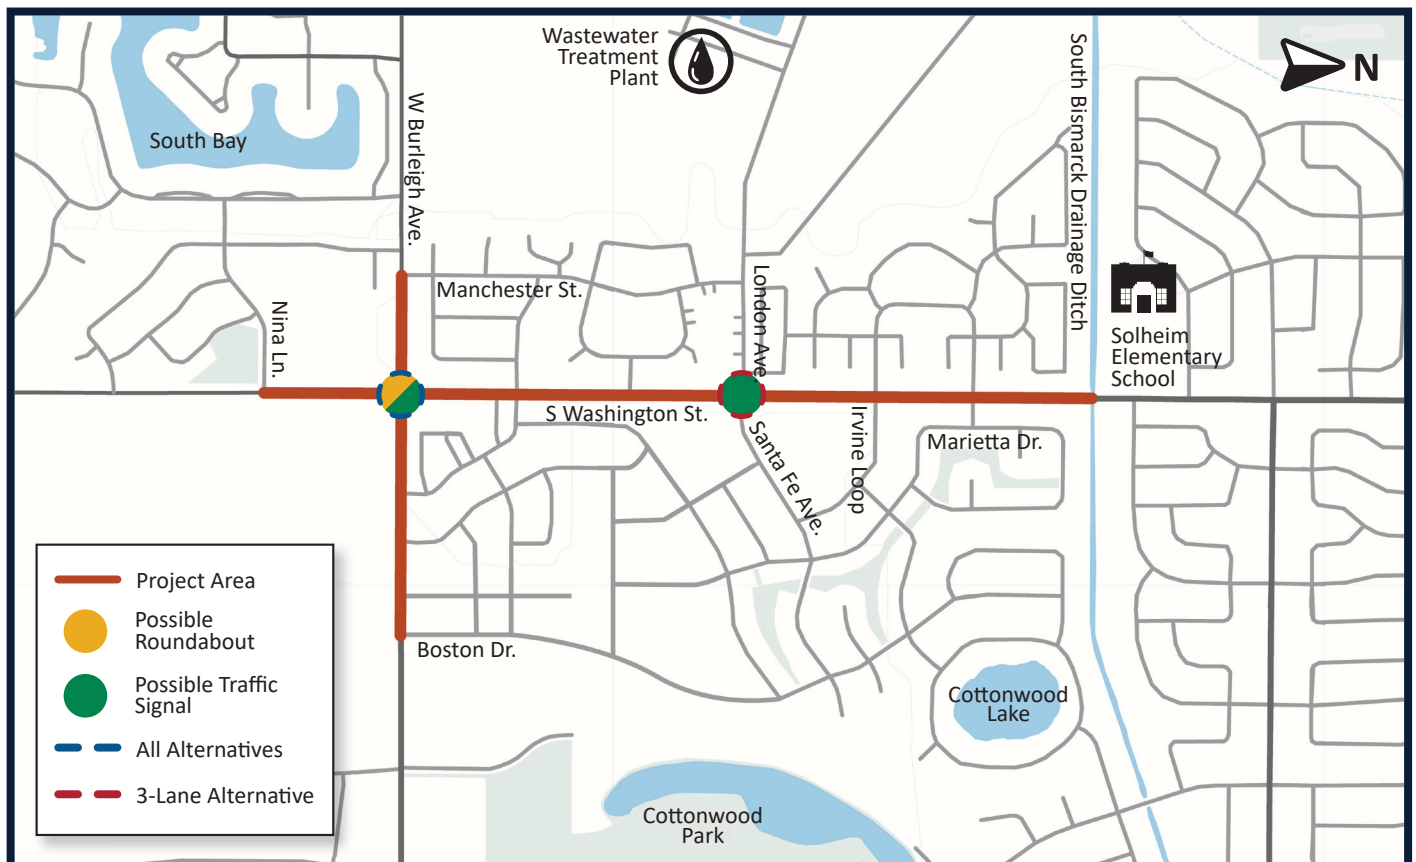 Wastewater
Treatment
Plant
N
South Bay
W Burleigh Ave.
South Bismarck Drainage Ditch
Manchester St.
London Ave.
Nina Ln.
Solheim
Elementary
School
S Washington St.
Santa Fe Ave.
Irvine Loop
Marietta Dr.
Project Area
Possible
Roundabout
Possible Traffic
Signal
All Alternatives
3-Lane Alternative
Boston Dr.
Cottonwood
Lake
Cottonwood
Park